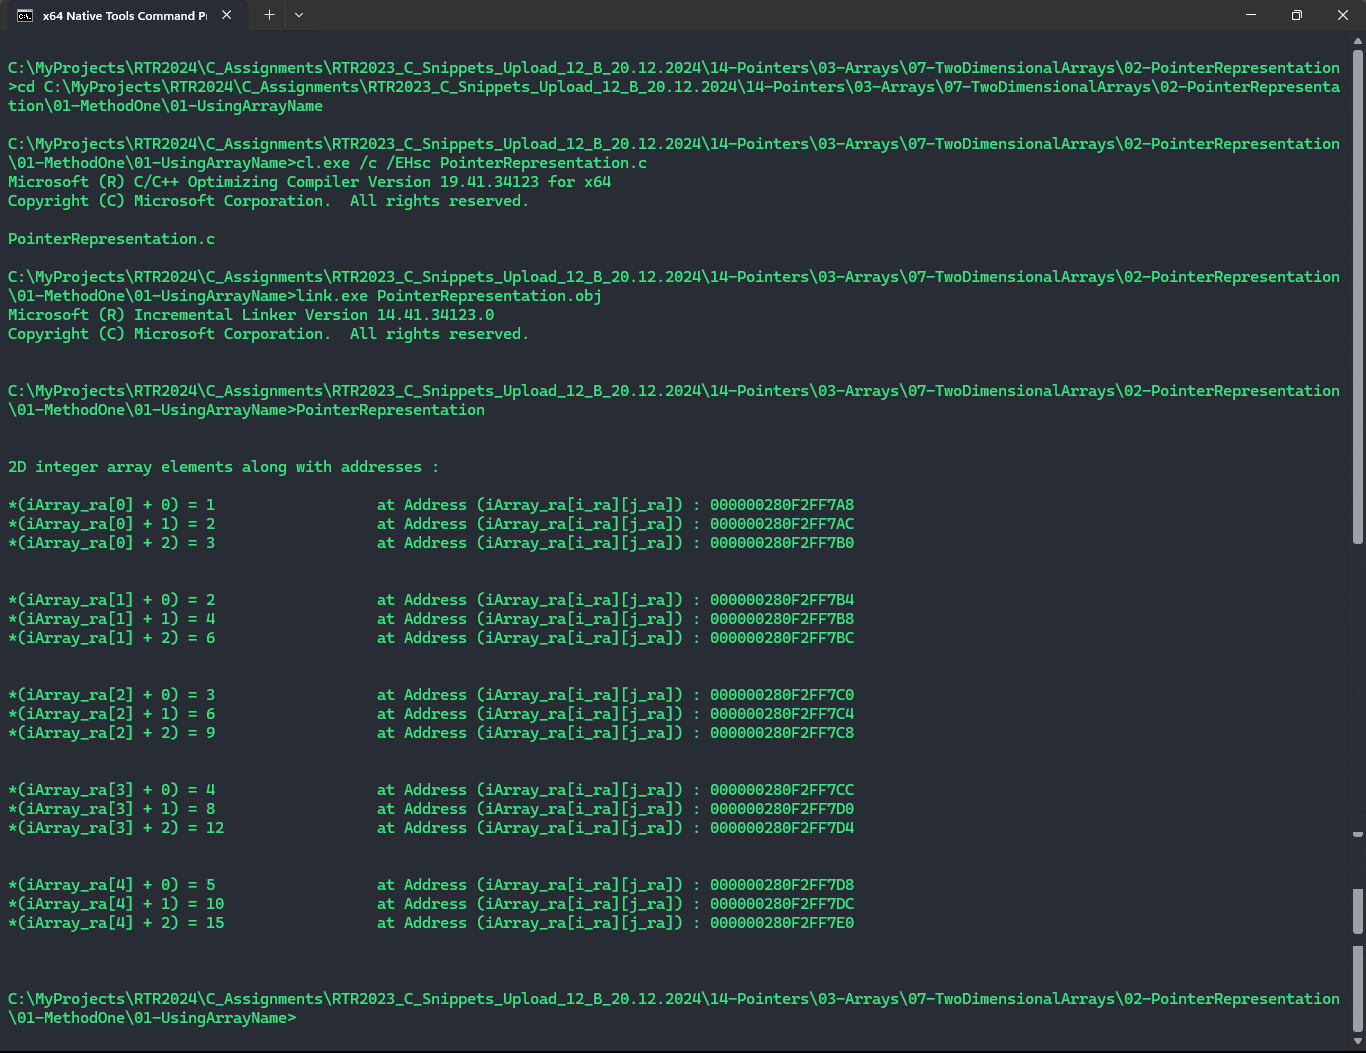 x64 Native Tools Command P
C:\MyProjects\RTR2024\C_Assignments\RTR2023_C_Snippets_Upload_12_B_20.12.2024\14-Pointers\03-Arrays\07-TwoDimensionalArrays\02-PointerRepresentation
>cd C:\MyProjects\RTR2024\C_Assignments\RTR2023_C_Snippets_Upload_12_B_20.12.2024\14-Pointers\03-Arrays\07-TwoDimensionalArrays\02-PointerRepresenta
tion\01-MethodOne\01-UsingArrayName
C:\MyProjects\RTR2024\C_Assignments\RTR2023_C_Snippets_Upload_12_B_20.12.2024\14-Pointers\03-Arrays\07-TwoDimensionalArrays\02-PointerRepresentation
\01-MethodOne\01-UsingArrayName>cl.exe /c /EHsc PointerRepresentation.c
Microsoft (R) C/C++ Optimizing Compiler Version 19.41.34123 for x64
Copyright (C) Microsoft Corporation.  All rights reserved.
PointerRepresentation.c
C:\MyProjects\RTR2024\C_Assignments\RTR2023_C_Snippets_Upload_12_B_20.12.2024\14-Pointers\03-Arrays\07-TwoDimensionalArrays\02-PointerRepresentation
\01-MethodOne\01-UsingArrayName>link.exe PointerRepresentation.obj
Microsoft (R) Incremental Linker Version 14.41.34123.0
Copyright (C) Microsoft Corporation.  All rights reserved.
C:\MyProjects\RTR2024\C_Assignments\RTR2023_C_Snippets_Upload_12_B_20.12.2024\14-Pointers\03-Arrays\07-TwoDimensionalArrays\02-PointerRepresentation
\01-MethodOne\01-UsingArrayName>PointerRepresentation
2D integer array elements along with addresses :
*(iArray_ra[0] + 0) = 1                  at Address (iArray_ra[i_ra][j_ra]) : 000000280F2FF7A8
*(iArray_ra[0] + 1) = 2                  at Address (iArray_ra[i_ra][j_ra]) : 000000280F2FF7AC
*(iArray_ra[0] + 2) = 3                  at Address (iArray_ra[i_ra][j_ra]) : 000000280F2FF7B0
*(iArray_ra[1] + 0) = 2                  at Address (iArray_ra[i_ra][j_ra]) : 000000280F2FF7B4
*(iArray_ra[1] + 1) = 4                  at Address (iArray_ra[i_ra][j_ra]) : 000000280F2FF7B8
*(iArray_ra[1] + 2) = 6                  at Address (iArray_ra[i_ra][j_ra]) : 000000280F2FF7BC
*(iArray_ra[2] + 0) = 3                  at Address (iArray_ra[i_ra][j_ra]) : 000000280F2FF7C0
*(iArray_ra[2] + 1) = 6                  at Address (iArray_ra[i_ra][j_ra]) : 000000280F2FF7C4
*(iArray_ra[2] + 2) = 9                  at Address (iArray_ra[i_ra][j_ra]) : 000000280F2FF7C8
*(iArray_ra[3] + 0) = 4                  at Address (iArray_ra[i_ra][j_ra]) : 000000280F2FF7CC
*(iArray_ra[3] + 1) = 8                  at Address (iArray_ra[i_ra][j_ra]) : 000000280F2FF7D0
*(iArray_ra[3] + 2) = 12                 at Address (iArray_ra[i_ra][j_ra]) : 000000280F2FF7D4
*(iArray_ra[4] + 0) = 5                  at Address (iArray_ra[i_ra][j_ra]) : 000000280F2FF7D8
*(iArray_ra[4] + 1) = 10                 at Address (iArray_ra[i_ra][j_ra]) : 000000280F2FF7DC
*(iArray_ra[4] + 2) = 15                 at Address (iArray_ra[i_ra][j_ra]) : 000000280F2FF7E0
C:\MyProjects\RTR2024\C_Assignments\RTR2023_C_Snippets_Upload_12_B_20.12.2024\14-Pointers\03-Arrays\07-TwoDimensionalArrays\02-PointerRepresentation
\01-MethodOne\01-UsingArrayName>